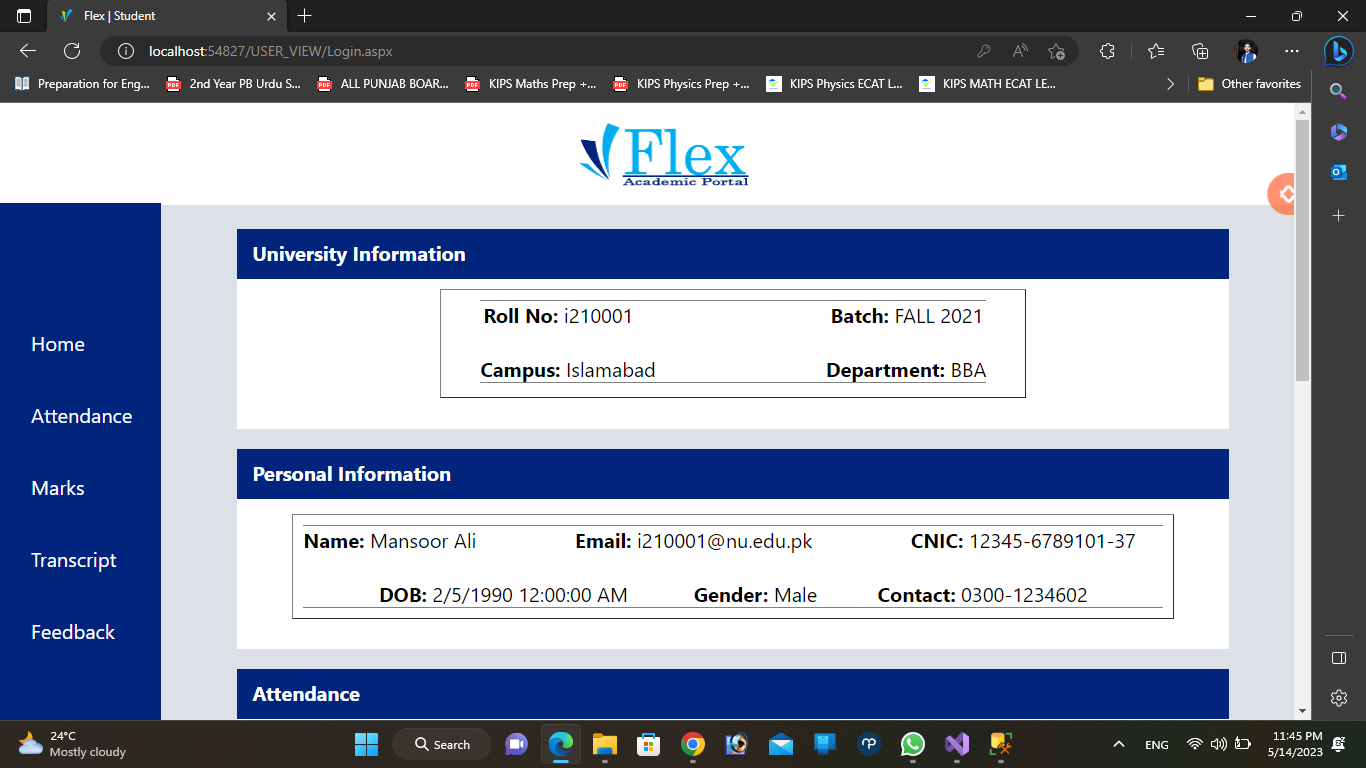 Flex | Student
localhost:54827/USER_VIEW/Login.aspx
Preparation for Eng... 2nd Year PB Urdu S... ALL PUNJAB BOAR... KIPS Maths Prep +... KIPS Physics Prep +... KIPS Physics ECAT L... KIPS MATH ECAT LE... Other favorites
Flex
Academic Portal
Home
Attendance
Marks
Transcript
Feedback
University Information
Roll No: i210001 Batch: FALL 2021
Campus: Islamabad Department: BBA
Personal Information
Name: Mansoor Ali Email: i210001@nu.edu.pk CNIC: 12345-6789101-37
DOB: 2/5/1990 12:00:00 AM Gender: Male Contact: 0300-1234602
Attendance
24°C
Mostly cloudy
Search
ENG
11:45 PM
5/14/2023